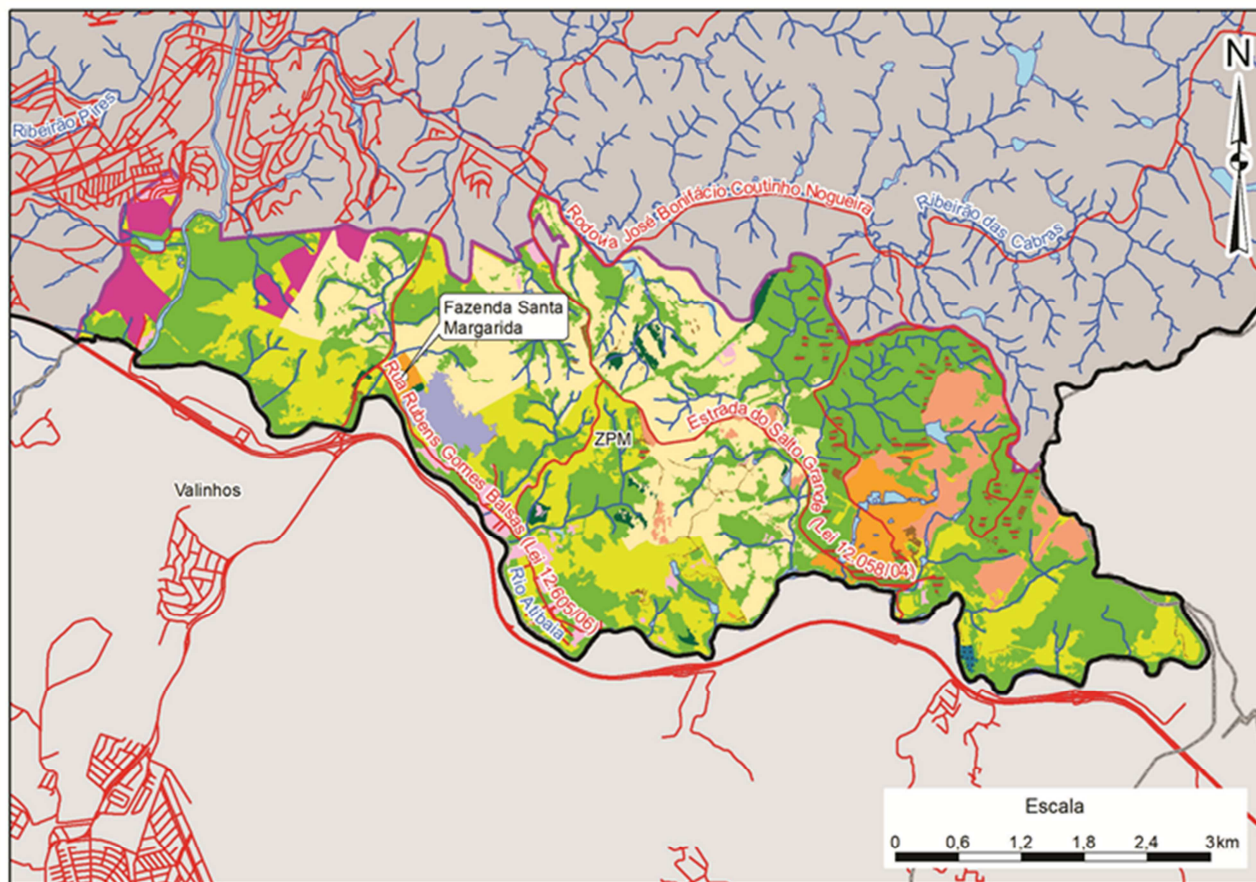 N
Ribeirão Pires
Rodovia José Bonifácio Coutinho Nogueira
Ribeirão das Cabras
Fazenda Santa
Margarida
Rua Rubens Gomes Balsas (Lei 12.605/06)
Estrada do Salto Grande (Lei 12.058/04)
ZPM
Valinhos
Rio Atibaia
Escala
0 0,6 1,2 1,8 2,4 3km